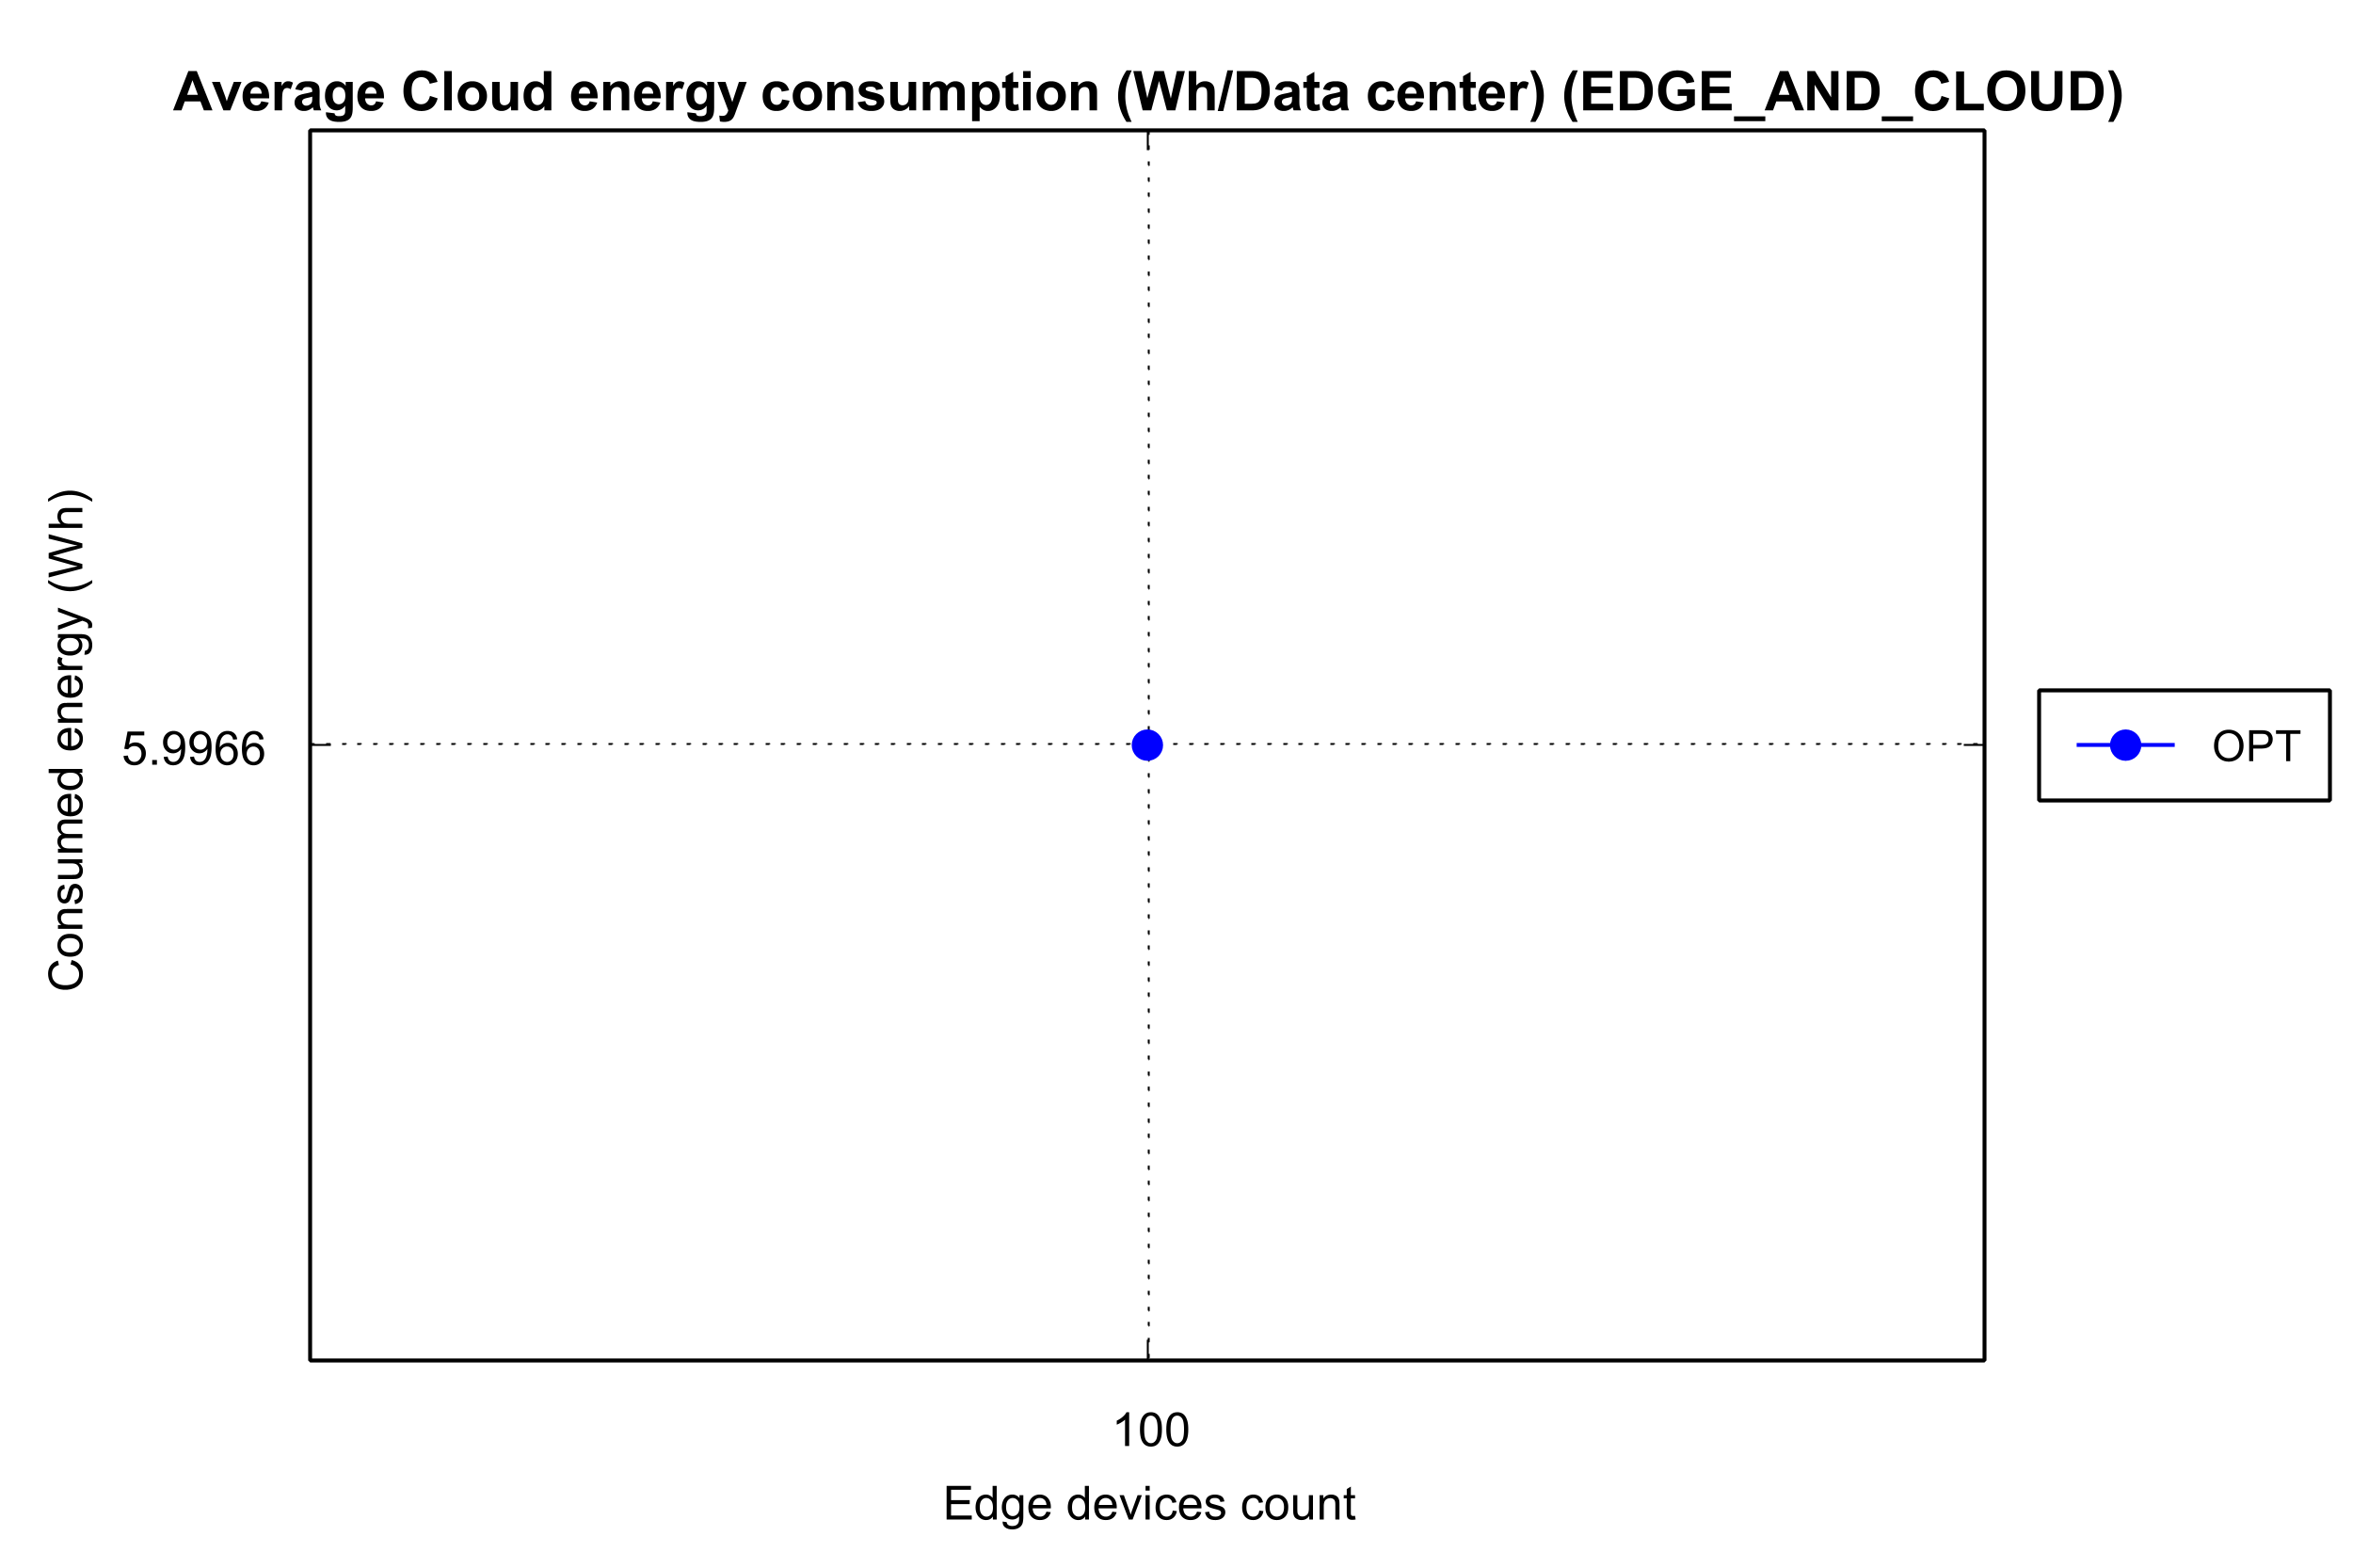 Average Cloud energy consumption (Wh/Data center) (EDGE_AND_CLOUD)
Consumed energy (Wh)
5.9966
OPT
100
Edge devices count